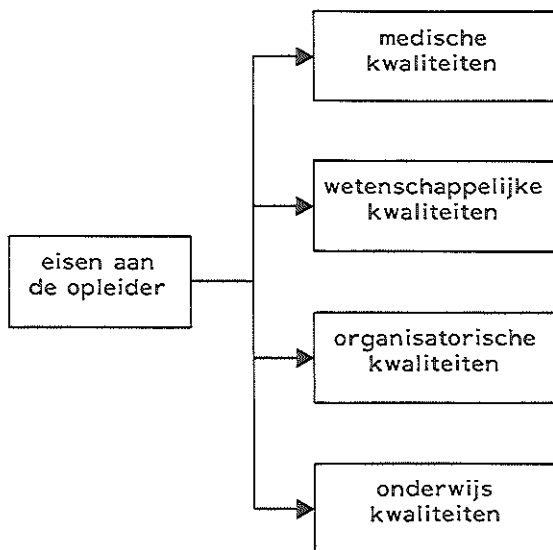 medische
kwaliteiten
wetenschappelijke
kwaliteiten
eisen aan
de opleider
organisatorische
kwaliteiten
onderwijs
kwaliteiten